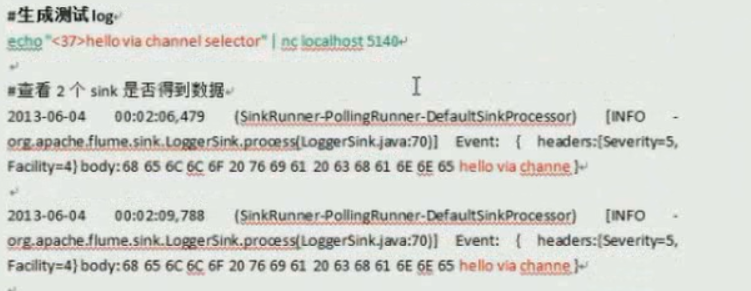 #生成测试log
echo "<37>hello via channel selector" | nc localhost 5140
#查看 2 个 sink 是否得到数据
2013-06-04 00:02:06,479 (SinkRunner-PollingRunner-DefaultSinkProcessor) [INFO -
org.apache.flume.sink.LoggerSink.process(LoggerSink.java:70)] Event: { headers:{Severity=5,
Facility=4} body: 68 65 6C 6C 6F 20 76 69 61 20 63 68 61 6E 6E 65 hello via channe }
2013-06-04 00:02:09,788 (SinkRunner-PollingRunner-DefaultSinkProcessor) [INFO -
org.apache.flume.sink.LoggerSink.process(LoggerSink.java:70)] Event: { headers:{Severity=5,
Facility=4} body: 68 65 6C 6C 6F 20 76 69 61 20 63 68 61 6E 6E 65 hello via channe }